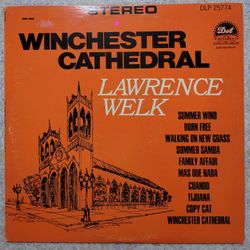 STEREO
DLP 25774
WINCHESTER
CATHEDRAL
Dot
LAWRENCE
WELK
SUMMER WIND
BORN FREE
WALKING ON NEW GRASS
SUMMER SAMBA
FAMILY AFFAIR
MAS QUE NADA
CUANDO
TIJUANA
COPY CAT
WINCHESTER CATHEDRAL